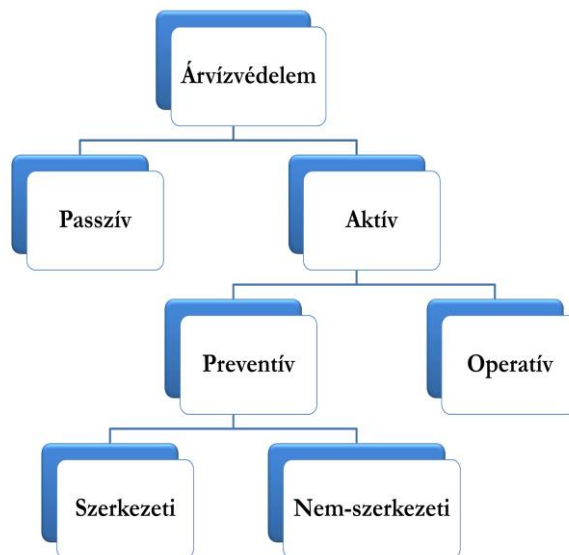 Árvízvédelem
Passzív
Aktív
Preventív
Operatív
Szerkezeti
Nem-szerkezeti